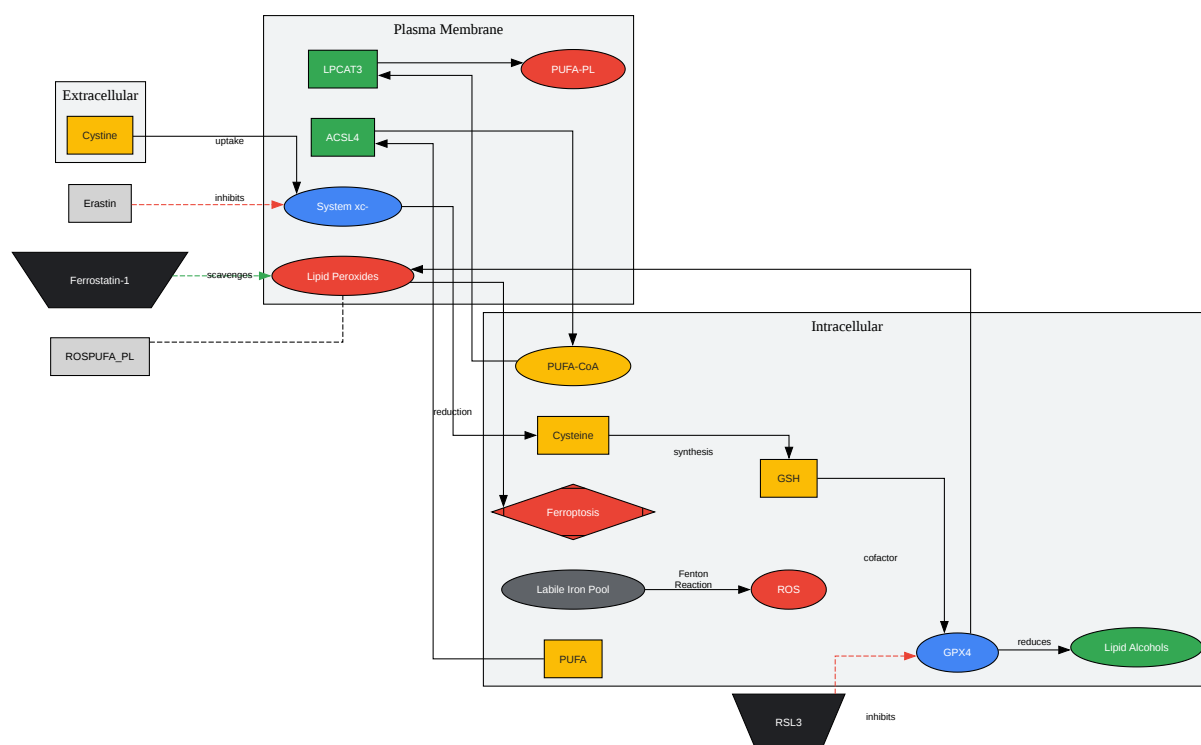 Plasma Membrane
LPCAT3
PUFA-PL
Extracellular
Cystine
uptake
ACSL4
Erastin
inhibits
System xc-
Ferrostatin-1
scavenges
Lipid Peroxides
Intracellular
ROSPUFA_PL
PUFA-CoA
reduction
Cysteine
synthesis
GSH
Ferroptosis
cofactor
Labile Iron Pool
Fenton
Reaction
ROS
PUFA
GPX4
reduces
Lipid Alcohols
RSL3
inhibits